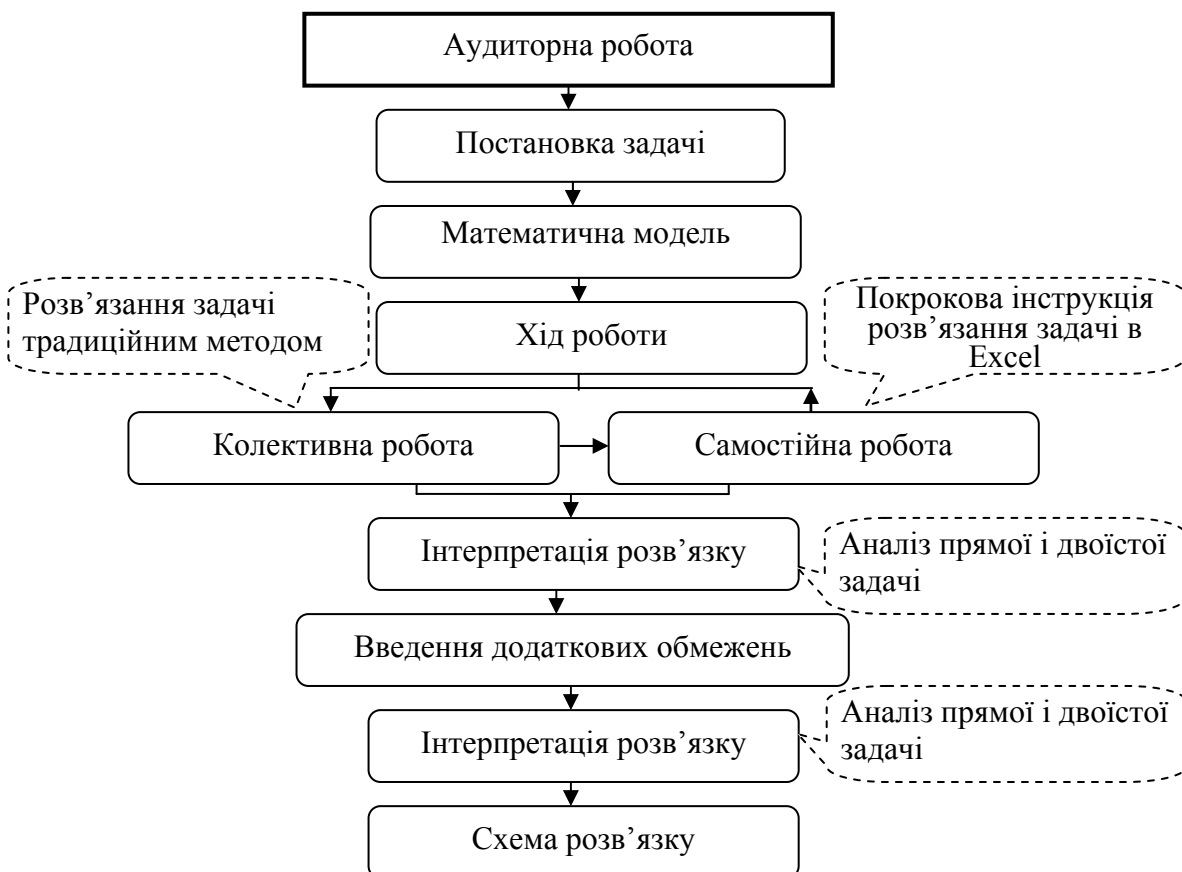 Аудиторна робота
Постановка задачі
Математична модель
Розв’язання задачі
традиційним методом
Хід роботи
Покрокова інструкція
розв’язання задачі в
Excel
Колективна робота
Самостійна робота
Інтерпретація розв’язку
Аналіз прямої і двоїстої
задачі
Введення додаткових обмежень
Інтерпретація розв’язку
Аналіз прямої і двоїстої
задачі
Схема розв’язку